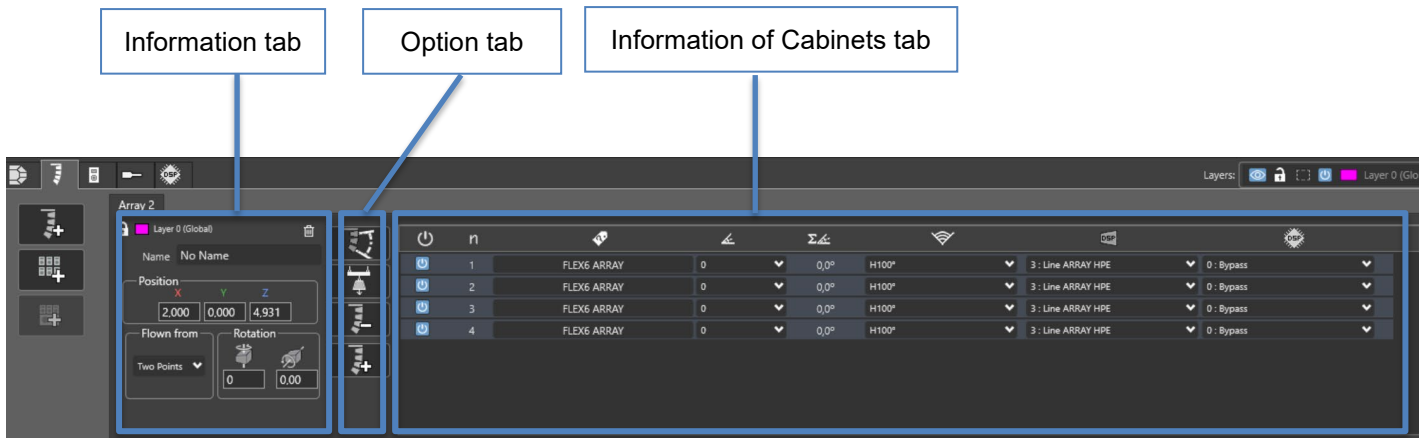 Information tab
Option tab
Information of Cabinets tab
DSP
Layers: Layer 0 (Glo
Array 2
Layer 0 (Global)
Name No Name
Position
X Y Z
2,000 0,000 4,931
Flown from Rotation
Two Points 0 0,00
n Σ DSP DSP
1 FLEX6 ARRAY 0 0,0° H100° 3 : Line ARRAY HPE 0 : Bypass
2 FLEX6 ARRAY 0 0,0° H100° 3 : Line ARRAY HPE 0 : Bypass
3 FLEX6 ARRAY 0 0,0° H100° 3 : Line ARRAY HPE 0 : Bypass
4 FLEX6 ARRAY 0 0,0° H100° 3 : Line ARRAY HPE 0 : Bypass